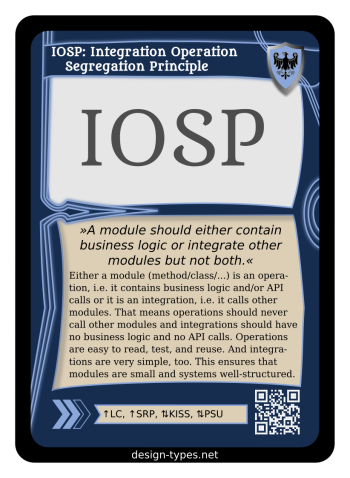 IOSP: Integration Operation
Segregation Principle
IOSP
»A module should either contain
business logic or integrate other
modules but not both.«
Either a module (method/class/...) is an opera-
tion, i.e. it contains business logic and/or API
calls or it is an integration, i.e. it calls other
modules. That means operations should never
call other modules and integrations should have
no business logic and no API calls. Operations
are easy to read, test, and reuse. And integra-
tions are very simple, too. This ensures that
modules are small and systems well-structured.
↑LC, ↑SRP, ⇅KISS, ⇅PSU
design-types.net